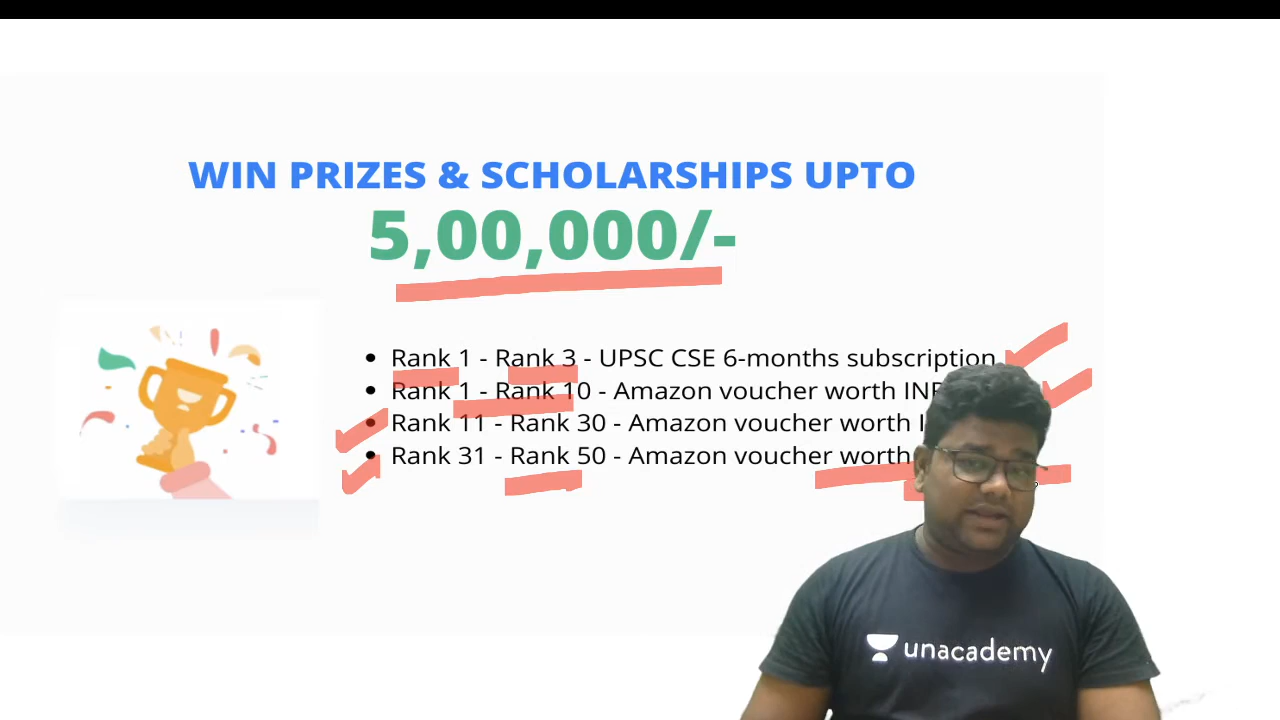 WIN PRIZES & SCHOLARSHIPS UPTO
5,00,000/-
• Rank 1 - Rank 3 - UPSC CSE 6-months subscription
• Rank 1 - Rank 10 - Amazon voucher worth
• Rank 11 - Rank 30 - Amazon voucher worth
• Rank 31 - Rank 50 - Amazon voucher worth
unacademy